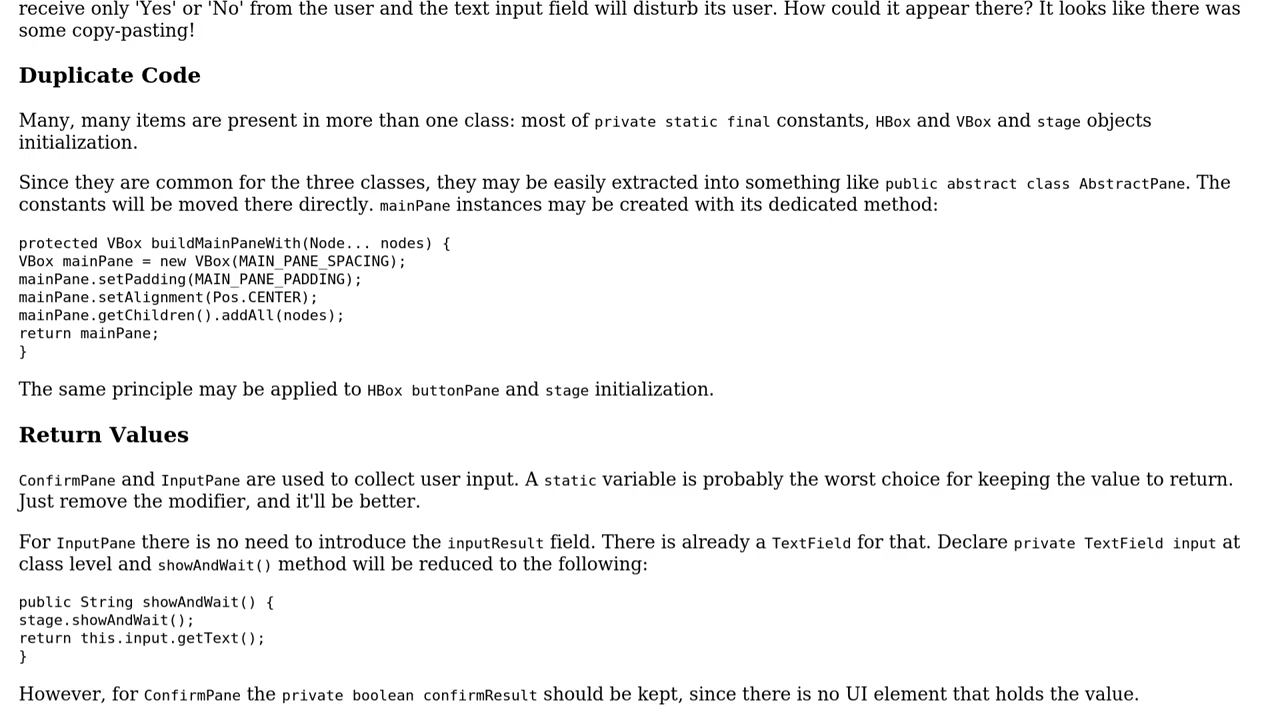 receive only 'Yes' or 'No' from the user and the text input field will disturb its user. How could it appear there? It looks like there was
some copy-pasting!
Duplicate Code
Many, many items are present in more than one class: most of private static final constants, HBox and VBox and stage objects
initialization.
Since they are common for the three classes, they may be easily extracted into something like public abstract class AbstractPane. The
constants will be moved there directly. mainPane instances may be created with its dedicated method:
protected VBox buildMainPaneWith(Node... nodes) {
VBox mainPane = new VBox(MAIN_PANE_SPACING);
mainPane.setPadding(MAIN_PANE_PADDING);
mainPane.setAlignment(Pos.CENTER);
mainPane.getChildren().addAll(nodes);
return mainPane;
}
The same principle may be applied to HBox buttonPane and stage initialization.
Return Values
ConfirmPane and InputPane are used to collect user input. A static variable is probably the worst choice for keeping the value to return.
Just remove the modifier, and it'll be better.
For InputPane there is no need to introduce the inputResult field. There is already a TextField for that. Declare private TextField input at
class level and showAndWait() method will be reduced to the following:
public String showAndWait() {
stage.showAndWait();
return this.input.getText();
}
However, for ConfirmPane the private boolean confirmResult should be kept, since there is no UI element that holds the value.